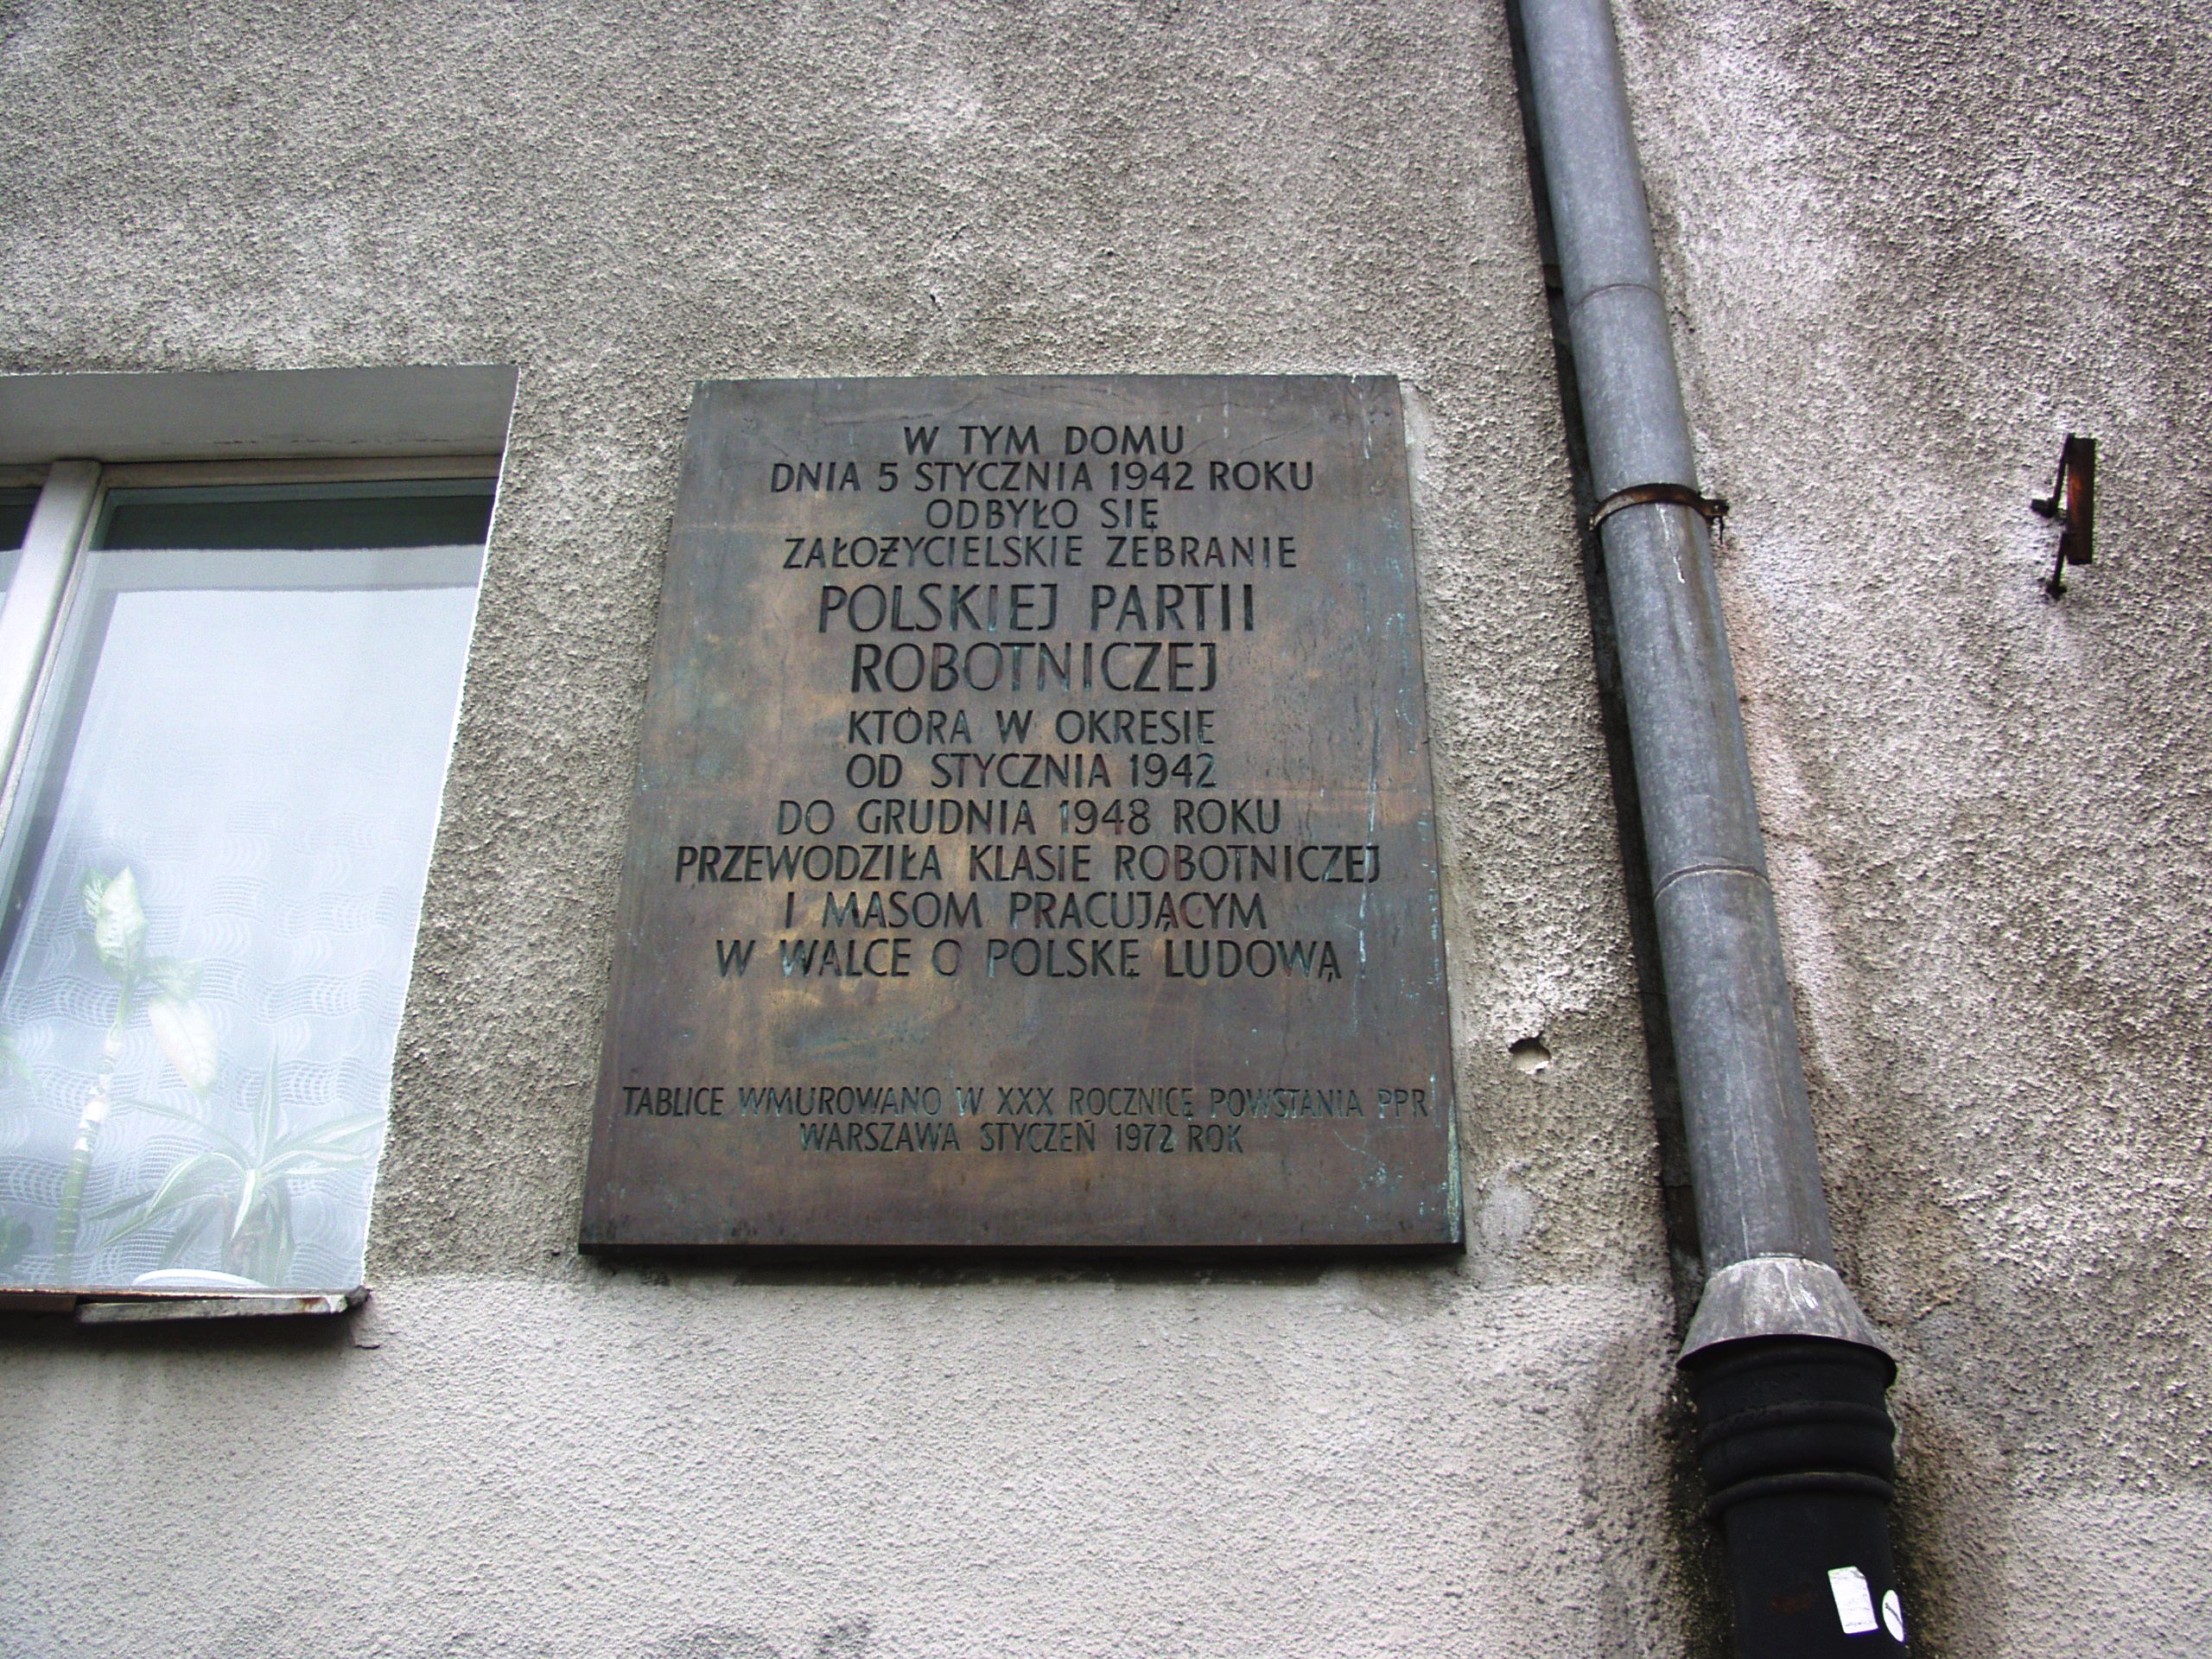 W TYM DOMU
DNIA 5 STYCZNIA 1942 ROKU
ODBYŁO SIĘ
ZAŁOŻYCIELSKIE ZEBRANIE
POLSKIEJ PARTII
ROBOTNICZEJ
KTÓRA W OKRESIE
OD STYCZNIA 1942
DO GRUDNIA 1948 ROKU
PRZEWODZIŁA KLASIE ROBOTNICZEJ
I MASOM PRACUJĄCYM
W WALCE O POLSKĘ LUDOWĄ
TABLICE WMUROWANO W XXX ROCZNICĘ POWSTANIA PPR
WARSZAWA STYCZEŃ 1972 ROK